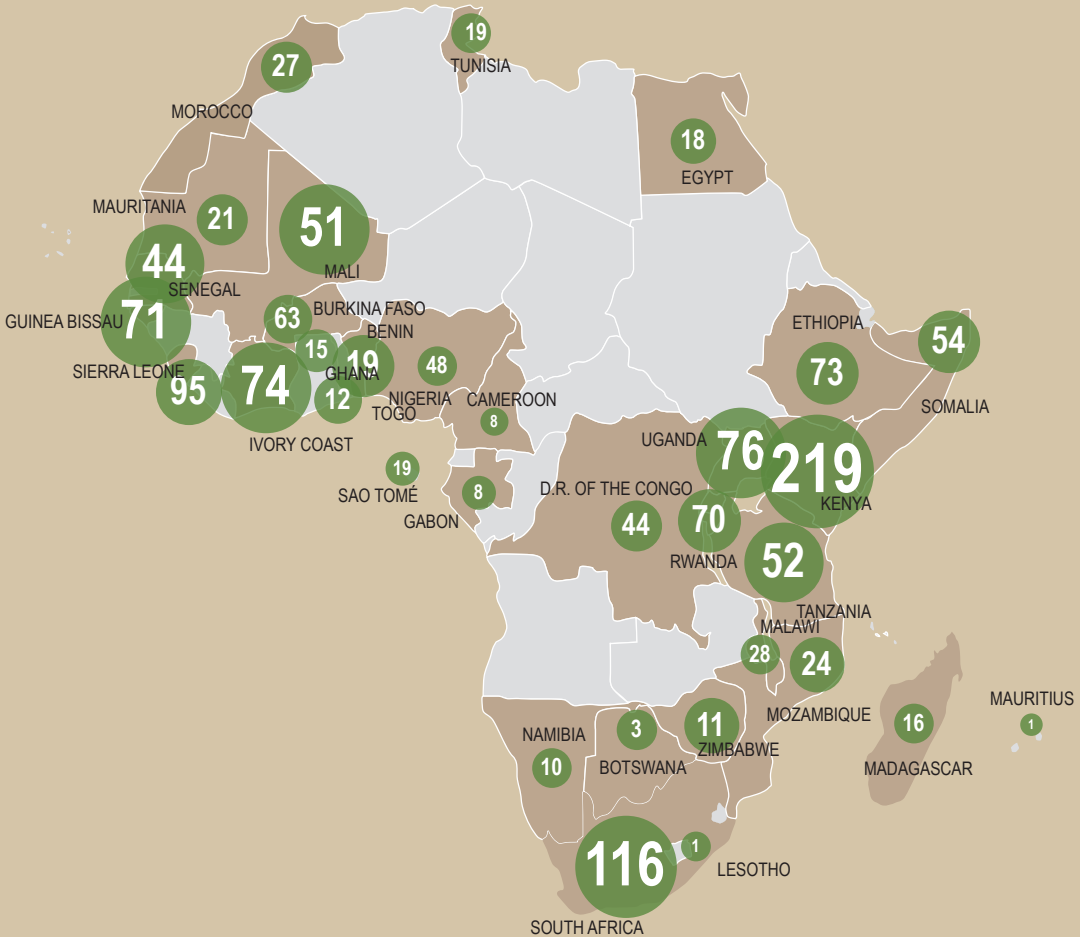 19
TUNISIA
27
MOROCCO
18
EGYPT
MAURITANIA
21
51
MALI
44
SENEGAL
GUINEA BISSAU
71
63
BURKINA FASO
BENIN
15
19
GHANA
SIERRA LEONE
95
74
12
TOGO
IVORY COAST
48
NIGERIA
CAMEROON
8
ETHIOPIA
73
54
SOMALIA
19
SAO TOMÉ
8
GABON
UGANDA
76
219
KENYA
D.R. OF THE CONGO
44
70
RWANDA
52
TANZANIA
MALAWI
28
24
MOZAMBIQUE
NAMIBIA
10
3
BOTSWANA
11
ZIMBABWE
16
MADAGASCAR
MAURITIUS
1
116
SOUTH AFRICA
1
LESOTHO